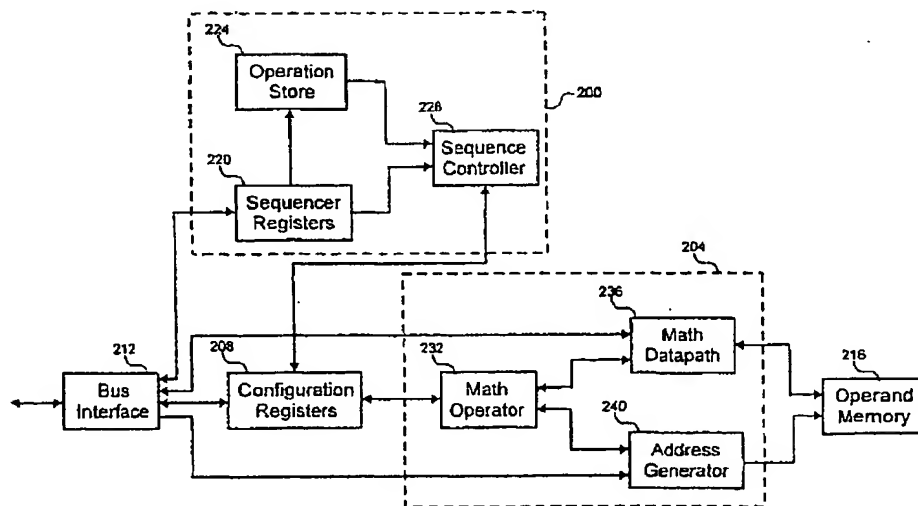 224
Operation
Store
200
228
Sequence
Controller
220
Sequencer
Registers
204
236
Math
Datapath
212
Bus
Interface
208
Configuration
Registers
232
Math
Operator
216
Operand
Memory
240
Address
Generator